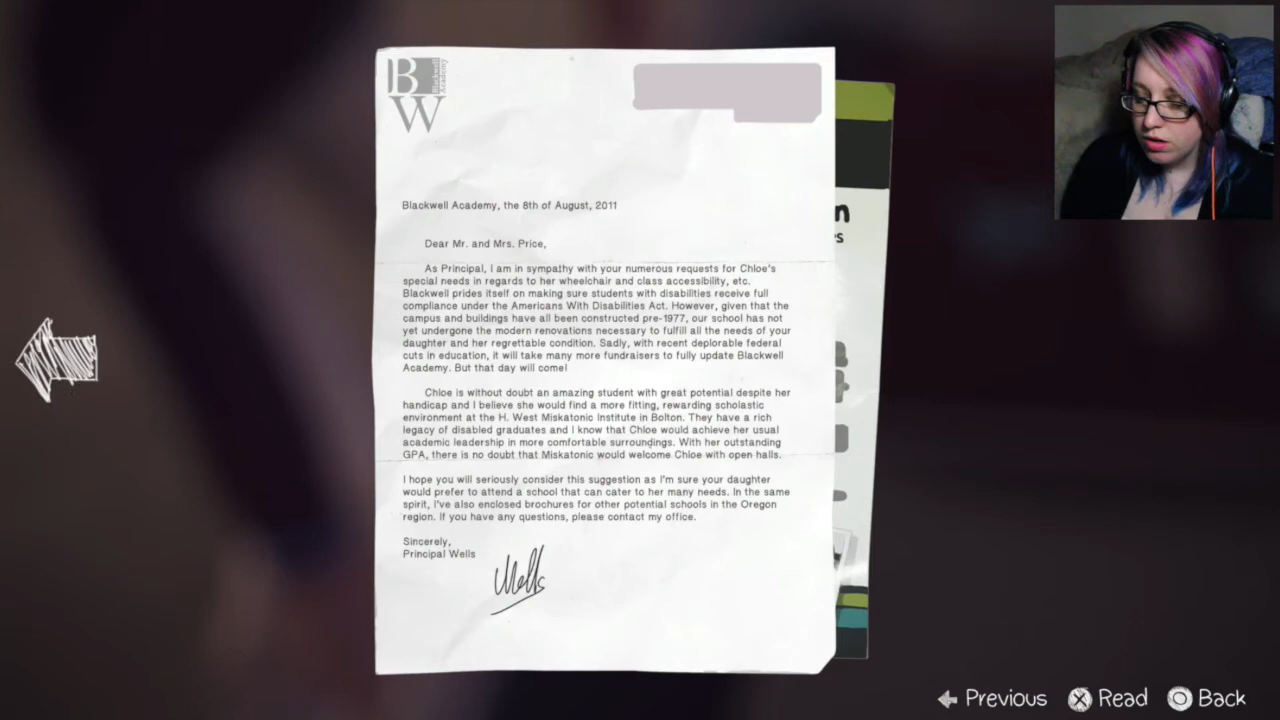 B
Blackwell
Academy
W
Blackwell Academy, the 8th of August, 2011
n
es
Dear Mr. and Mrs. Price,
As Principal, I am in sympathy with your numerous requests for Chloe's
special needs in regards to her wheelchair and class accessibility, etc.
Blackwell prides itself on making sure students with disabilities receive full
compliance under the Americans With Disabilities Act. However, given that the
campus and buildings have all been constructed pre-1977, our school has not
yet undergone the modern renovations necessary to fulfill all the needs of your
daughter and her regrettable condition. Sadly, with recent deplorable federal
cuts in education, it will take many more fundraisers to fully update Blackwell
Academy. But that day will come!
Chloe is without doubt an amazing student with great potential despite her
handicap and I believe she would find a more fitting, rewarding scholastic
environment at the H. West Miskatonic Institute in Bolton. They have a rich
legacy of disabled graduates and I know that Chloe would achieve her usual
academic leadership in more comfortable surroundings. With her outstanding
GPA, there is no doubt that Miskatonic would welcome Chloe with open halls.
I hope you will seriously consider this suggestion as I'm sure your daughter
would prefer to attend a school that can cater to her many needs. In the same
spirit, I've also enclosed brochures for other potential schools in the Oregon
region. If you have any questions, please contact my office.
Sincerely,
Principal Wells
Wells
Previous Read Back